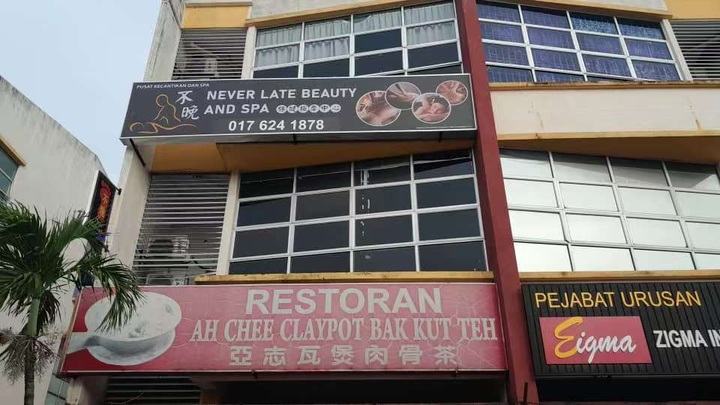 PUSAT KECANTIKAN DAN SPA
不晚
NEVER LATE BEAUTY
AND SPA
017 624 1878
RESTORAN
AH CHEE CLAYPOT BAK KUT TEH
亞志瓦煲肉骨茶
PEJABAT URUSAN
Eigma
ZIGMA IN